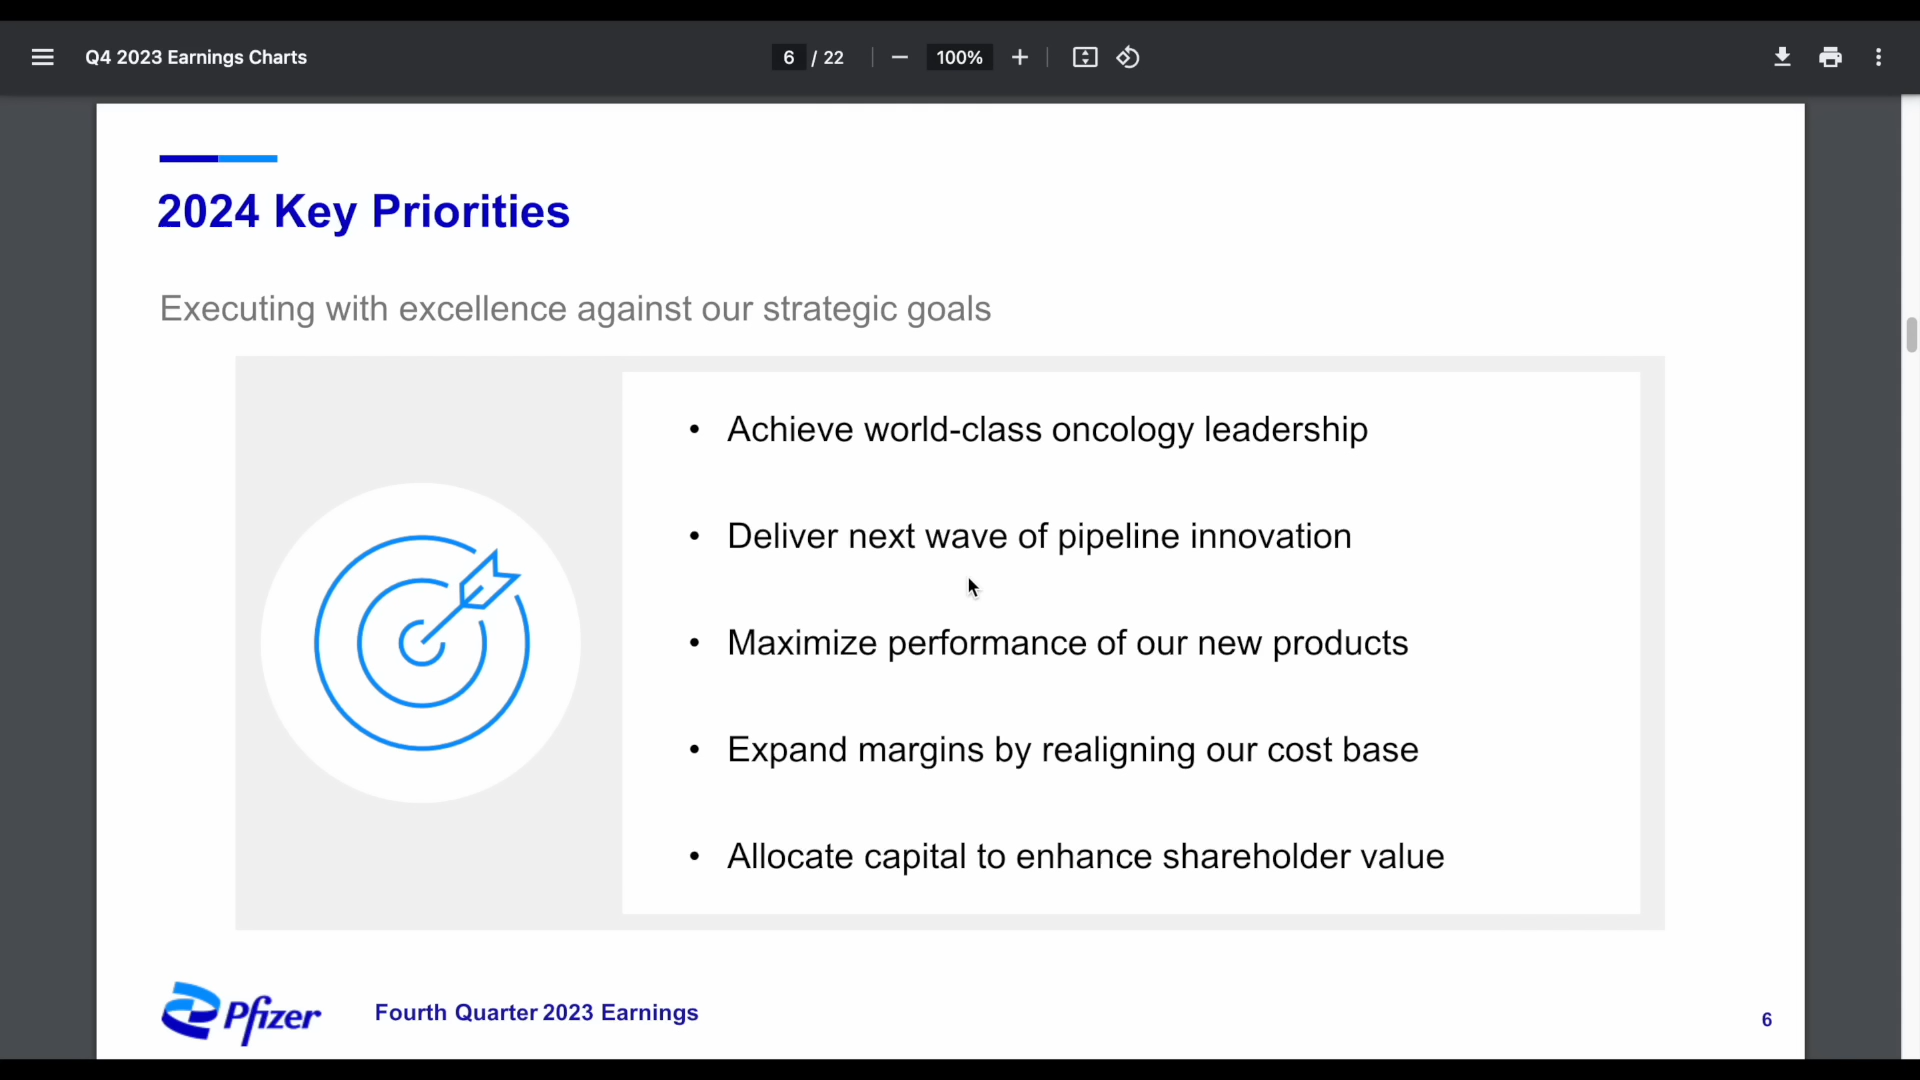 Q4 2023 Earnings Charts
6 / 22
100%
2024 Key Priorities
Executing with excellence against our strategic goals
• Achieve world-class oncology leadership
• Deliver next wave of pipeline innovation
• Maximize performance of our new products
• Expand margins by realigning our cost base
• Allocate capital to enhance shareholder value
Pfizer
Fourth Quarter 2023 Earnings
6